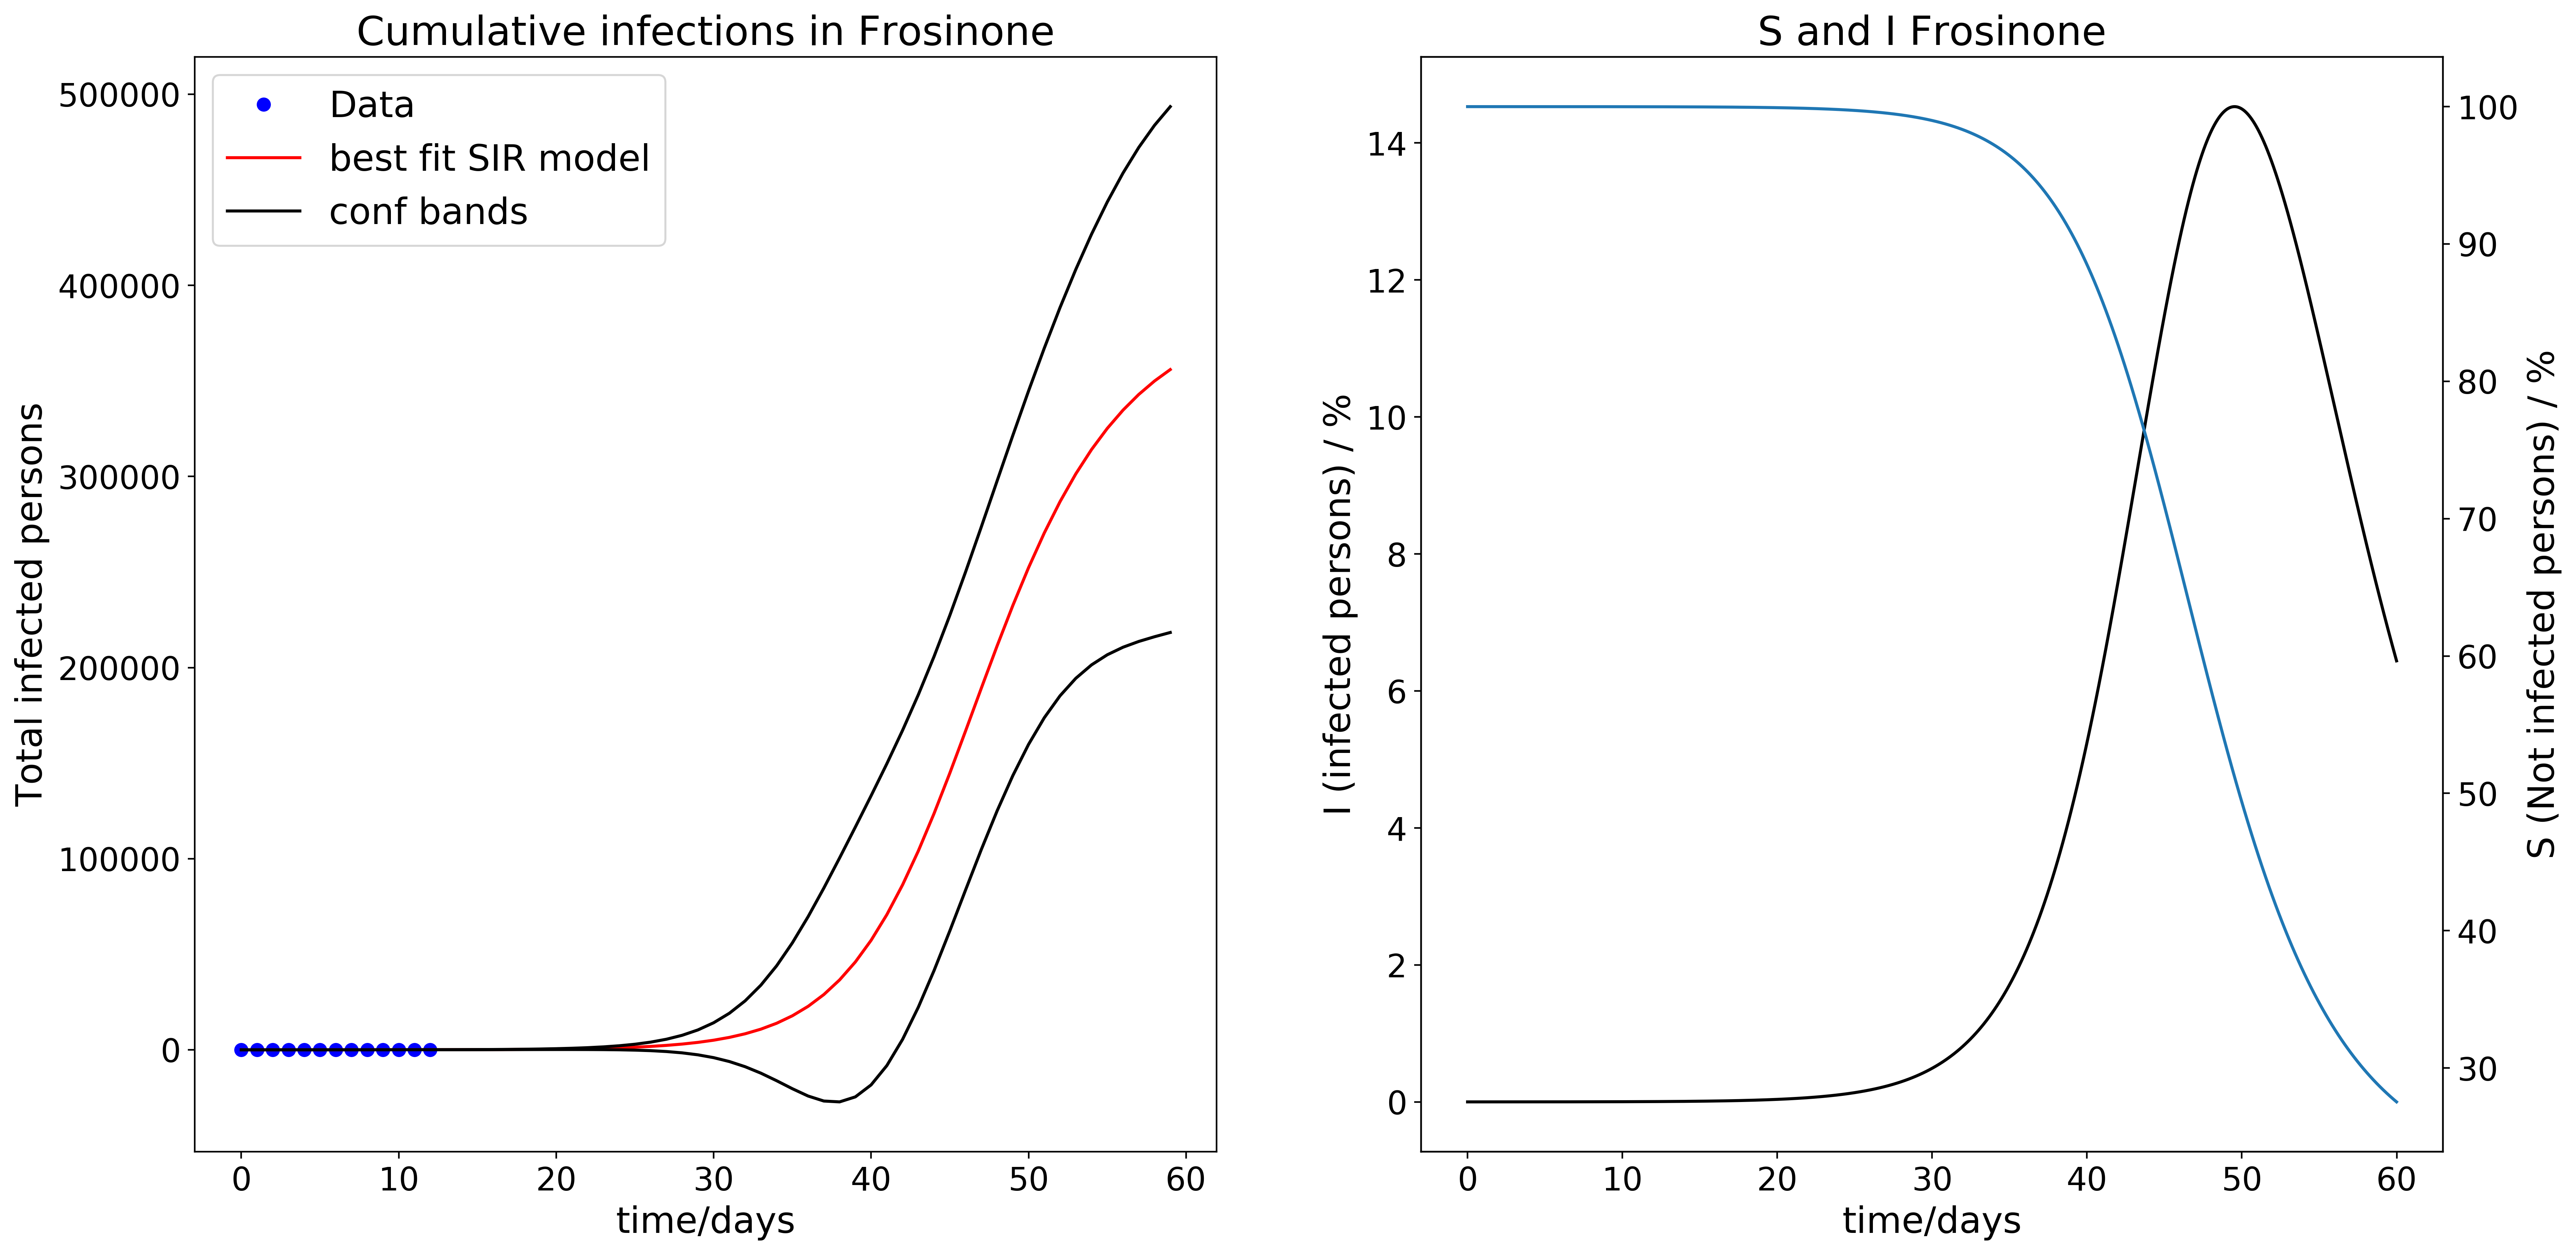 Cumulative infections in Frosinone
Data
best fit SIR model
conf bands
500000
400000
300000
200000
100000
0
Total infected persons
0 10 20 30 40 50 60
time/days
S and I Frosinone
14
12
10
8
6
4
2
0
I (infected persons) / %
100
90
80
70
60
50
40
30
S (Not infected persons) / %
0 10 20 30 40 50 60
time/days